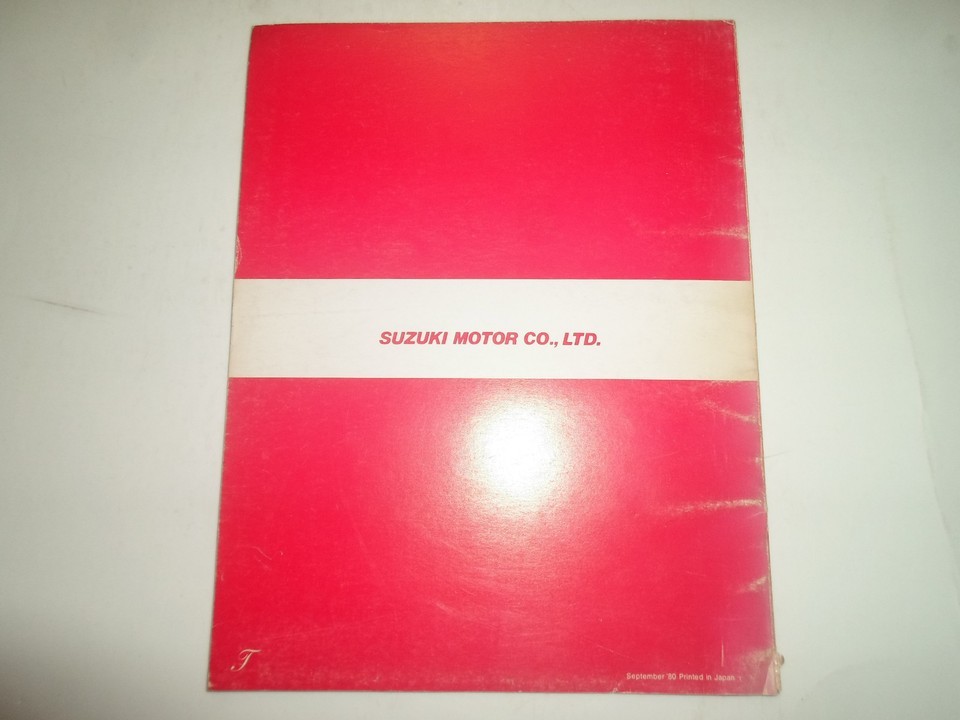 SUZUKI MOTOR CO., LTD.
T
September '80 Printed in Japan